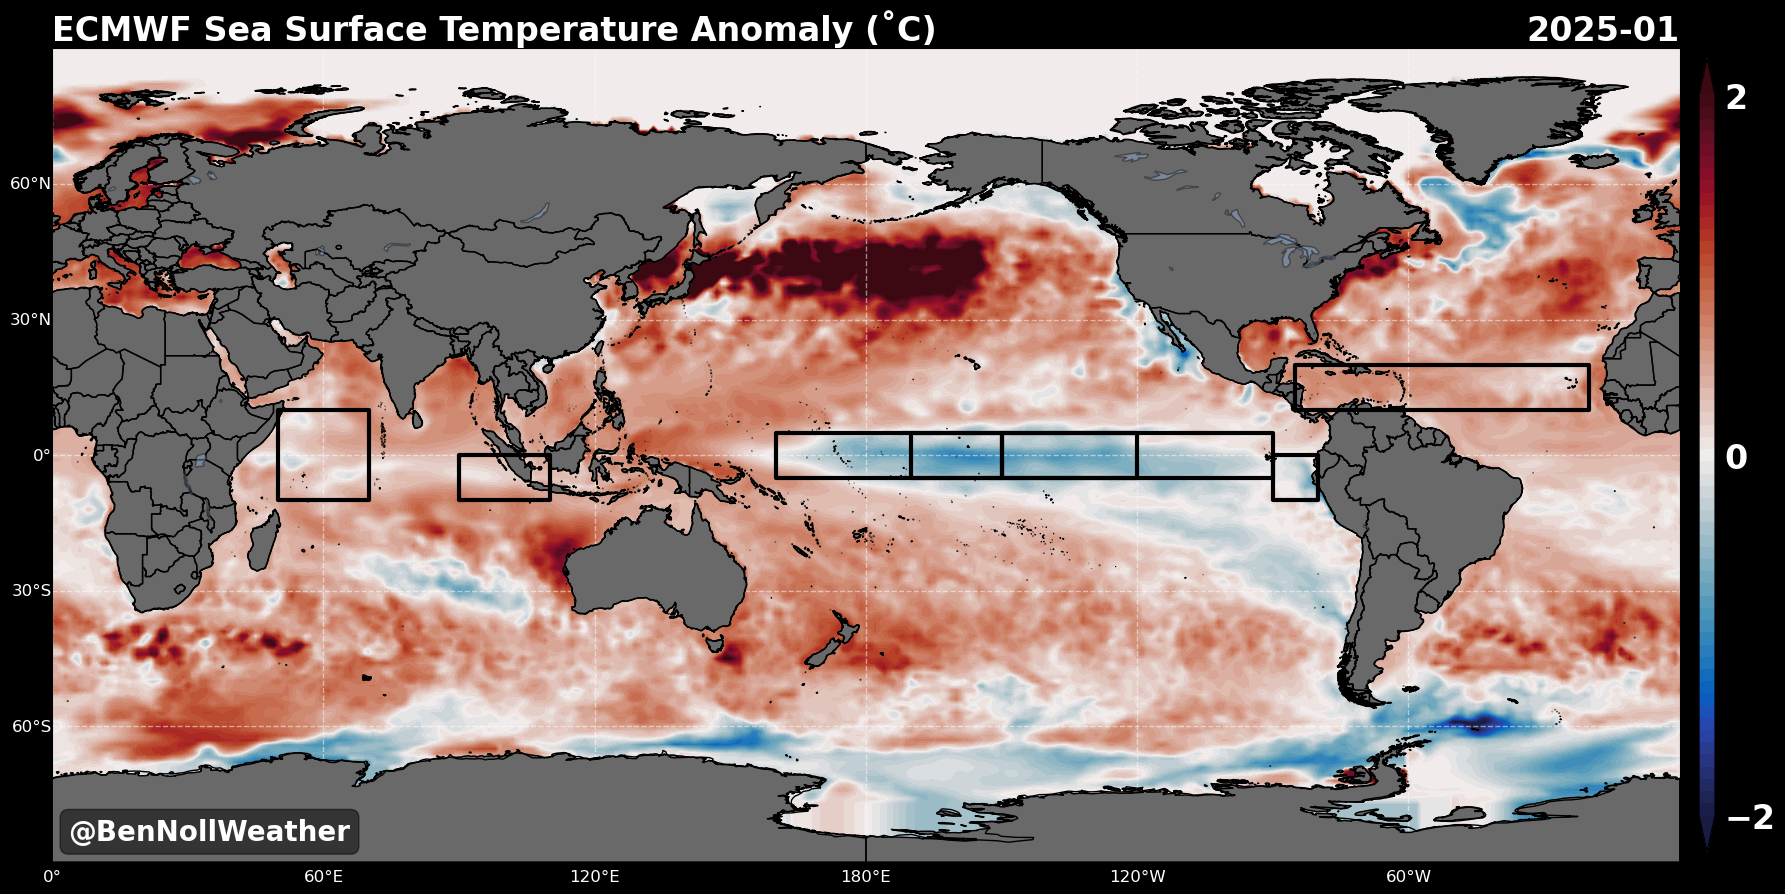 ECMWF Sea Surface Temperature Anomaly (˚C)
2025-01
2
0
−2
60°N
30°N
0°
30°S
60°S
@BenNollWeather
0°
60°E
120°E
180°E
120°W
60°W